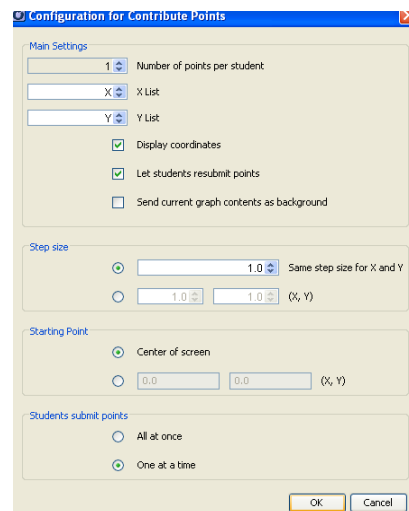 Configuration for Contribute Points
Main Settings
1 Number of points per student
X X List
Y Y List
Display coordinates
Let students resubmit points
Send current graph contents as background
Step size
1.0 Same step size for X and Y
1.0 1.0 (X, Y)
Starting Point
Center of screen
0.0 0.0 (X, Y)
Students submit points
All at once
One at a time
OK Cancel